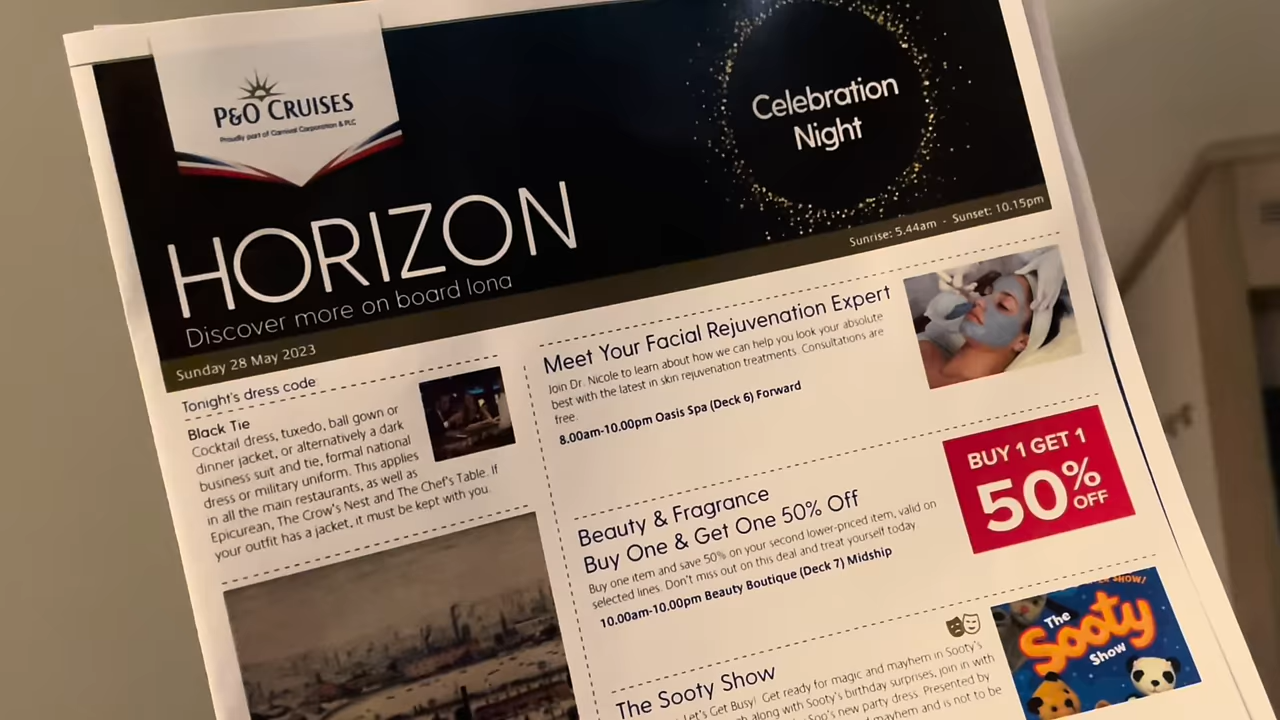 P&O CRUISES
Proudly part of Carnival Corporation & PLC
Celebration
Night
HORIZON
Discover more on board Iona
Sunday 28 May 2023
Sunrise: 5.44am - Sunset: 10.15pm
Tonight's dress code
Black Tie
Cocktail dress, tuxedo, ball gown or
dinner jacket, or alternatively a dark
business suit and tie, formal national
dress or military uniform. This applies
in all the main restaurants, as well as
Epicurean, The Crow's Nest and The Chef's Table. If
your outfit has a jacket, it must be kept with you.
Meet Your Facial Rejuvenation Expert
Join Dr. Nicole to learn about how we can help you look your absolute
best with the latest in skin rejuvenation treatments. Consultations are
free.
8.00am-10.00pm Oasis Spa (Deck 6) Forward
Beauty & Fragrance
Buy One & Get One 50% Off
Buy one item and save 50% on your second lower-priced item, valid on
selected lines. Don't miss out on this deal and treat yourself today.
10.00am-10.00pm Beauty Boutique (Deck 7) Midship
BUY 1 GET 1
50%
OFF
The Sooty Show
Let's Get Busy! Get ready for magic and mayhem in Sooty's
along with Sooty's birthday surprises, join in with
new party dress. Presented by
mayhem and is not to be
SHOW!
The
Sooty
Show